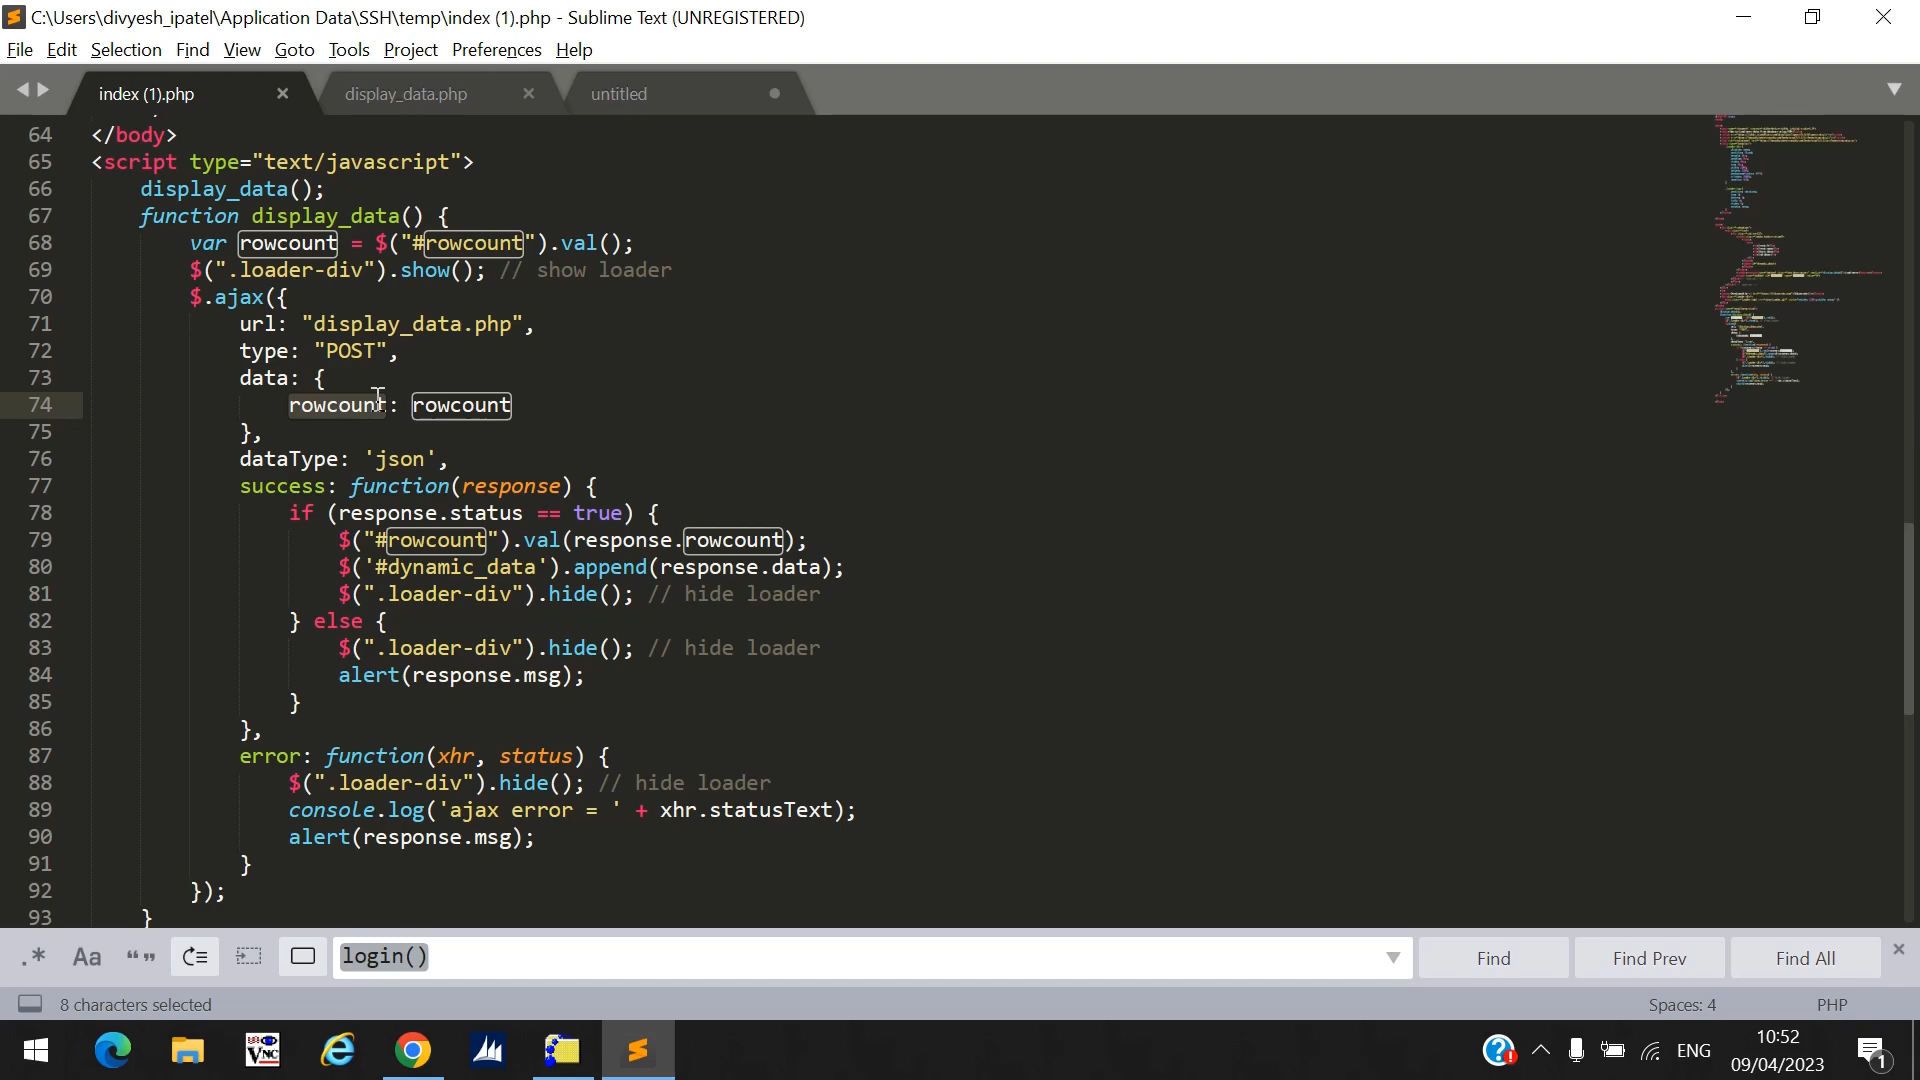 C:\Users\divyesh_ipatel\Application Data\SSH\temp\index (1).php - Sublime Text (UNREGISTERED)
File Edit Selection Find View Goto Tools Project Preferences Help
index (1).php display_data.php untitled
64 </body>
65 <script type="text/javascript">
66 display_data();
67 function display_data() {
68 var rowcount = $("#rowcount").val();
69 $(".loader-div").show(); // show loader
70 $.ajax({
71 url: "display_data.php",
72 type: "POST",
73 data: {
74 rowcount: rowcount
75 },
76 dataType: 'json',
77 success: function(response) {
78 if (response.status == true) {
79 $("#rowcount").val(response.rowcount);
80 $('#dynamic_data').append(response.data);
81 $(".loader-div").hide(); // hide loader
82 } else {
83 $(".loader-div").hide(); // hide loader
84 alert(response.msg);
85 }
86 },
87 error: function(xhr, status) {
88 $(".loader-div").hide(); // hide loader
89 console.log('ajax error = ' + xhr.statusText);
90 alert(response.msg);
91 }
92 });
93 }
.* Aa “ ” login() Find Find Prev Find All
8 characters selected Spaces: 4 PHP
VNC ENG 10:52
09/04/2023 1